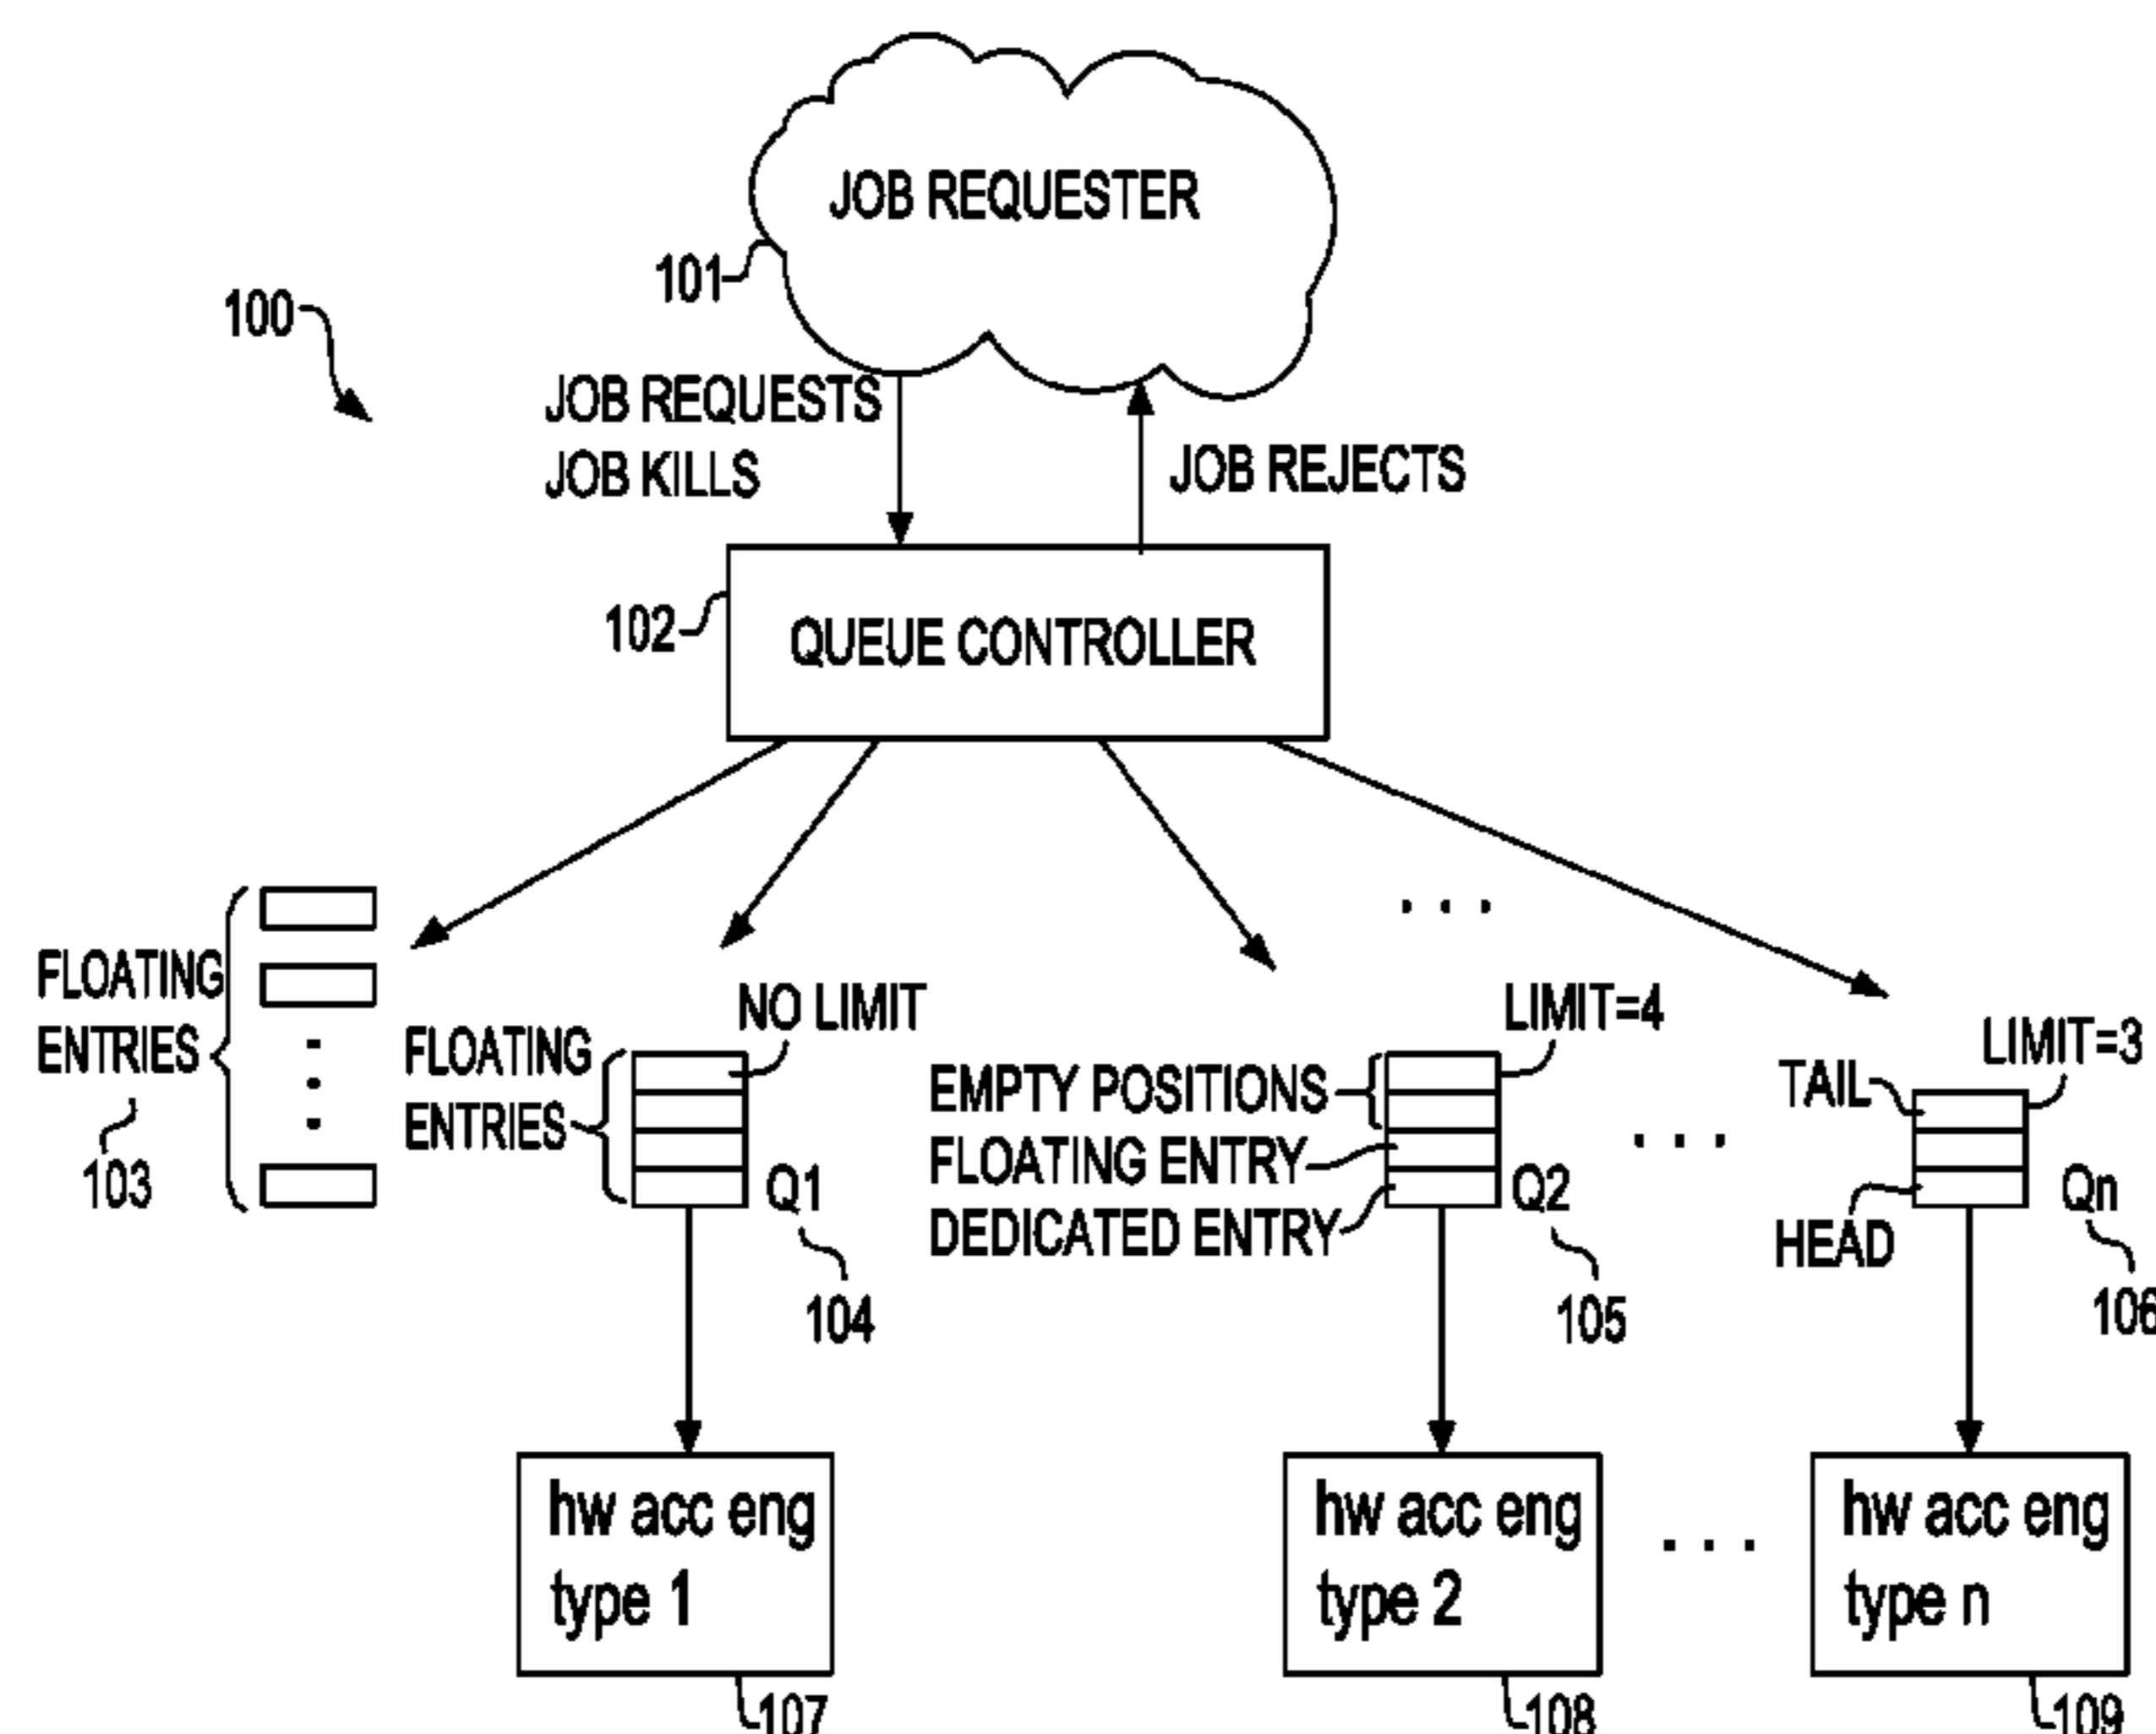 JOB REQUESTER
101
100
JOB REQUESTS
JOB KILLS
JOB REJECTS
102
QUEUE CONTROLLER
. . .
FLOATING
ENTRIES
103
NO LIMIT
FLOATING
ENTRIES
Q1
104
LIMIT=4
EMPTY POSITIONS
FLOATING ENTRY
DEDICATED ENTRY
Q2
105
. . .
LIMIT=3
TAIL
HEAD
Qn
106
hw acc eng
type 1
107
hw acc eng
type 2
108
. . .
hw acc eng
type n
109